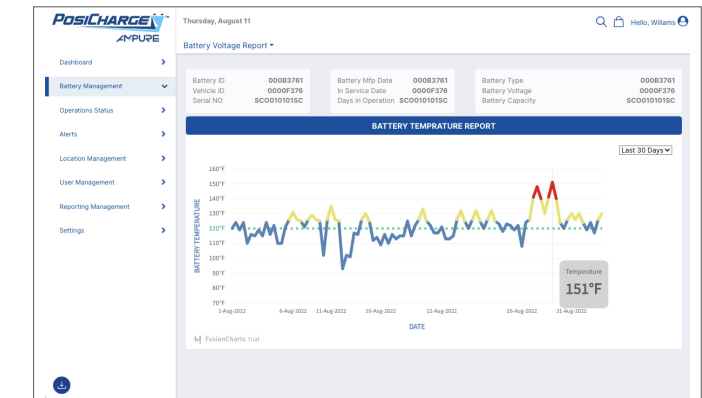 POSICHARGE™
AMPURE
Thursday, August 11
Hello, Willams
Battery Voltage Report
Dashboard
Battery Management
Operations Status
Alerts
Location Management
User Management
Reporting Management
Settings
Battery ID 000B3761
Vehicle ID 0000F376
Serial NO SCO010101SC
Battery Mfp Date 000B3761
In Service Date 0000F376
Days in Operation SCO010101SC
Battery Type 000B3761
Battery Voltage 0000F376
Battery Capacity SCO010101SC
BATTERY TEMPRATURE REPORT
Last 30 Days
BATTERY TEMPERATURE
160°F
150°F
140°F
130°F
120°F
110°F
100°F
90°F
80°F
70°F
1-Aug-2022 6-Aug-2022 11-Aug-2022 16-Aug-2022 21-Aug-2022 26-Aug-2022 31-Aug-2022
DATE
Temperature
151°F
FusionCharts Trial